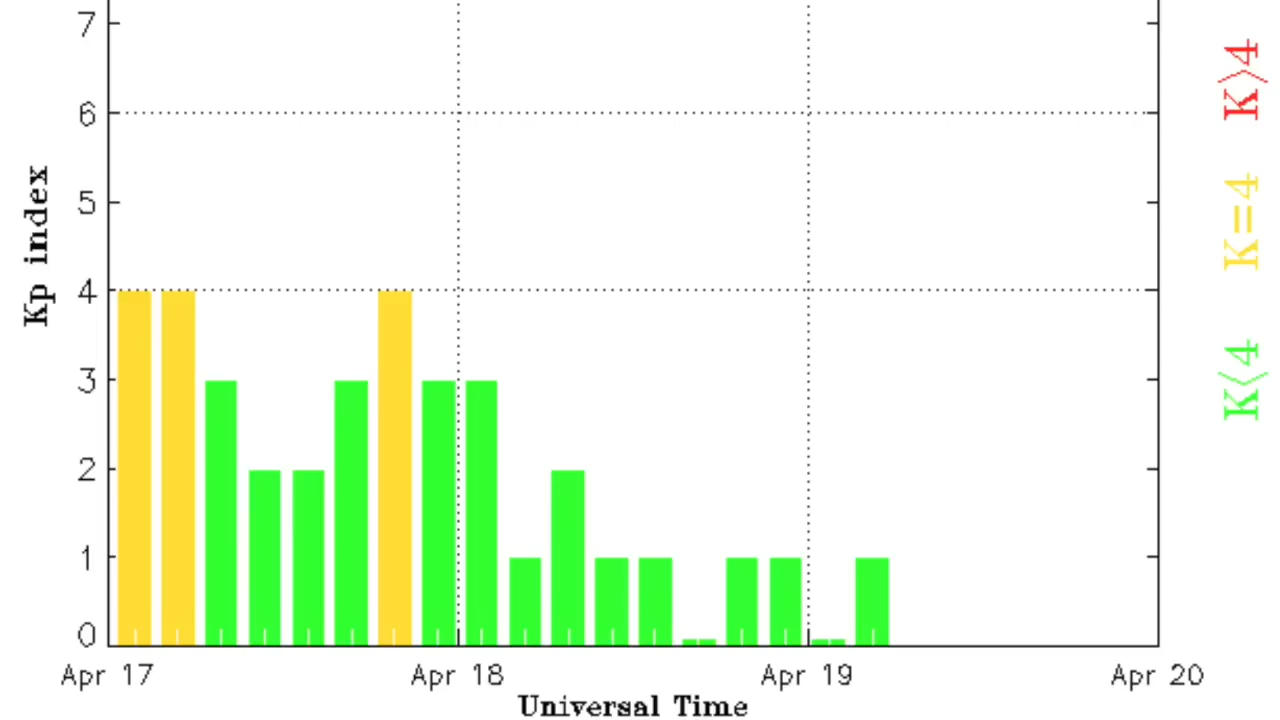 7
6
5
4
3
2
1
0
Kp index
Apr 17
Apr 18
Apr 19
Apr 20
Universal Time
K>4
K=4
K<4